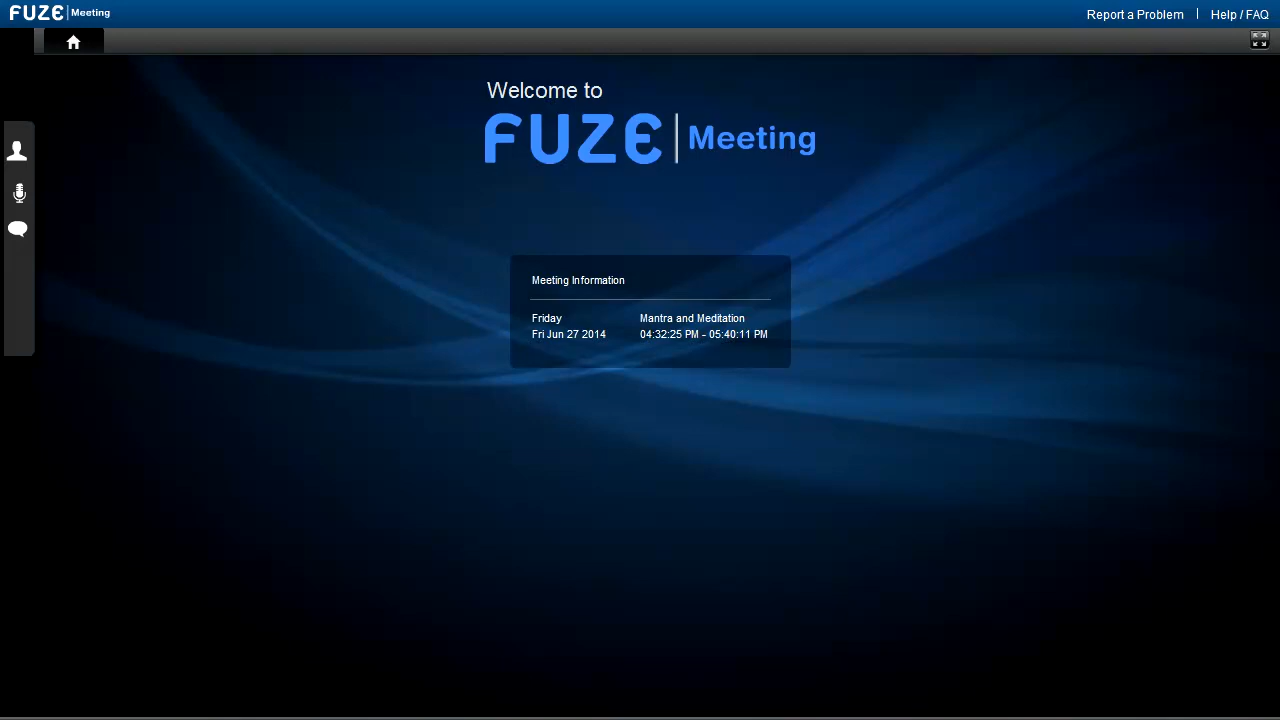 FUZE | Meeting
Report a Problem | Help / FAQ
Welcome to
FUZE | Meeting
Meeting Information
Friday Mantra and Meditation
Fri Jun 27 2014 04:32:25 PM - 05:40:11 PM